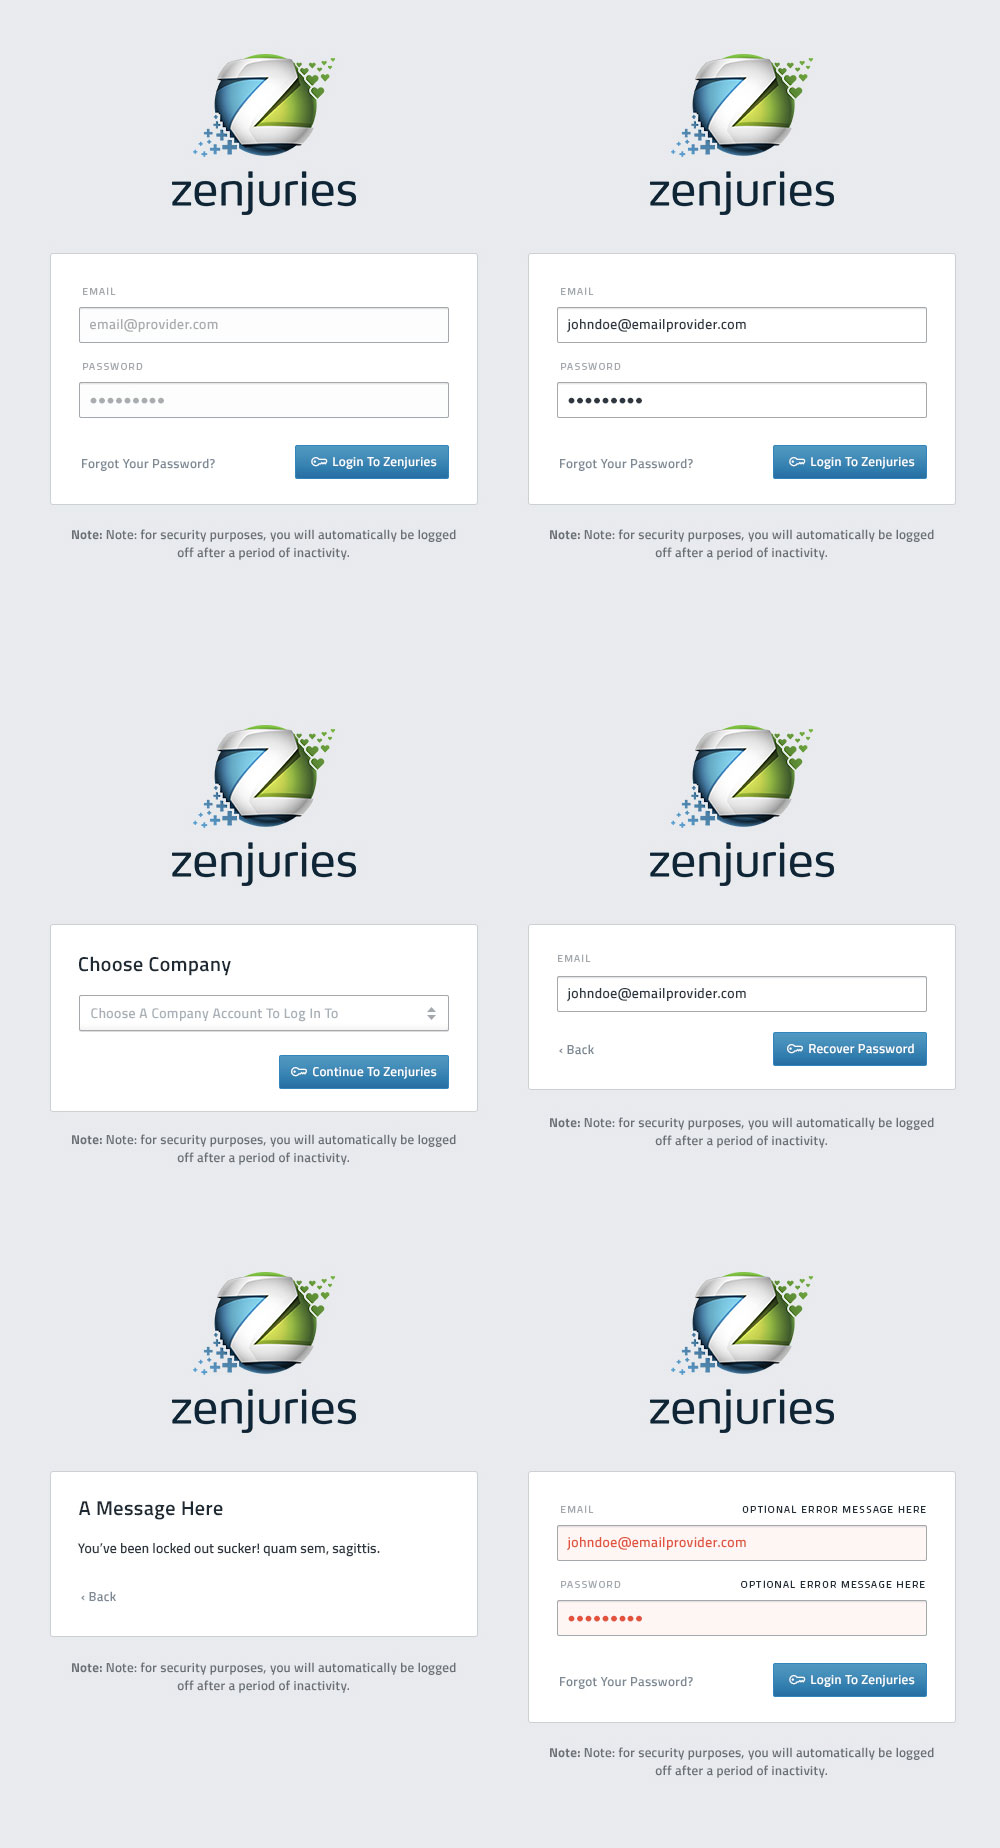 zenjuries
EMAIL
email@provider.com
PASSWORD
●●●●●●●●●
Forgot Your Password?
Login To Zenjuries
Note: Note: for security purposes, you will automatically be logged
off after a period of inactivity.
zenjuries
EMAIL
johndoe@emailprovider.com
PASSWORD
●●●●●●●●●
Forgot Your Password?
Login To Zenjuries
Note: Note: for security purposes, you will automatically be logged
off after a period of inactivity.
zenjuries
Choose Company
Choose A Company Account To Log In To
Continue To Zenjuries
Note: Note: for security purposes, you will automatically be logged
off after a period of inactivity.
zenjuries
EMAIL
johndoe@emailprovider.com
‹ Back
Recover Password
Note: Note: for security purposes, you will automatically be logged
off after a period of inactivity.
zenjuries
A Message Here
You’ve been locked out sucker! quam sem, sagittis.
‹ Back
Note: Note: for security purposes, you will automatically be logged
off after a period of inactivity.
zenjuries
EMAIL OPTIONAL ERROR MESSAGE HERE
johndoe@emailprovider.com
PASSWORD OPTIONAL ERROR MESSAGE HERE
●●●●●●●●●
Forgot Your Password?
Login To Zenjuries
Note: Note: for security purposes, you will automatically be logged
off after a period of inactivity.